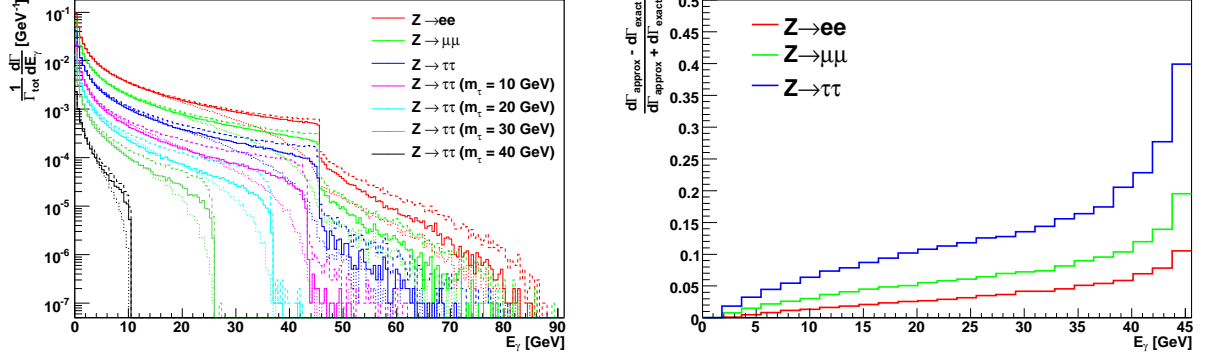 1/Γtot dΓ/dEγ [GeV⁻¹]
10⁻¹
10⁻²
10⁻³
10⁻⁴
10⁻⁵
10⁻⁶
10⁻⁷
Z→ee
Z→μμ
Z→ττ
Z→ττ (mτ = 10 GeV)
Z→ττ (mτ = 20 GeV)
Z→ττ (mτ = 30 GeV)
Z→ττ (mτ = 40 GeV)
0 10 20 30 40 50 60 70 80 90
Eγ [GeV]
dΓapprox - dΓexact
dΓapprox + dΓexact
0.5
0.45
0.4
0.35
0.3
0.25
0.2
0.15
0.1
0.05
0
Z→ee
Z→μμ
Z→ττ
0 5 10 15 20 25 30 35 40 45
Eγ [GeV]